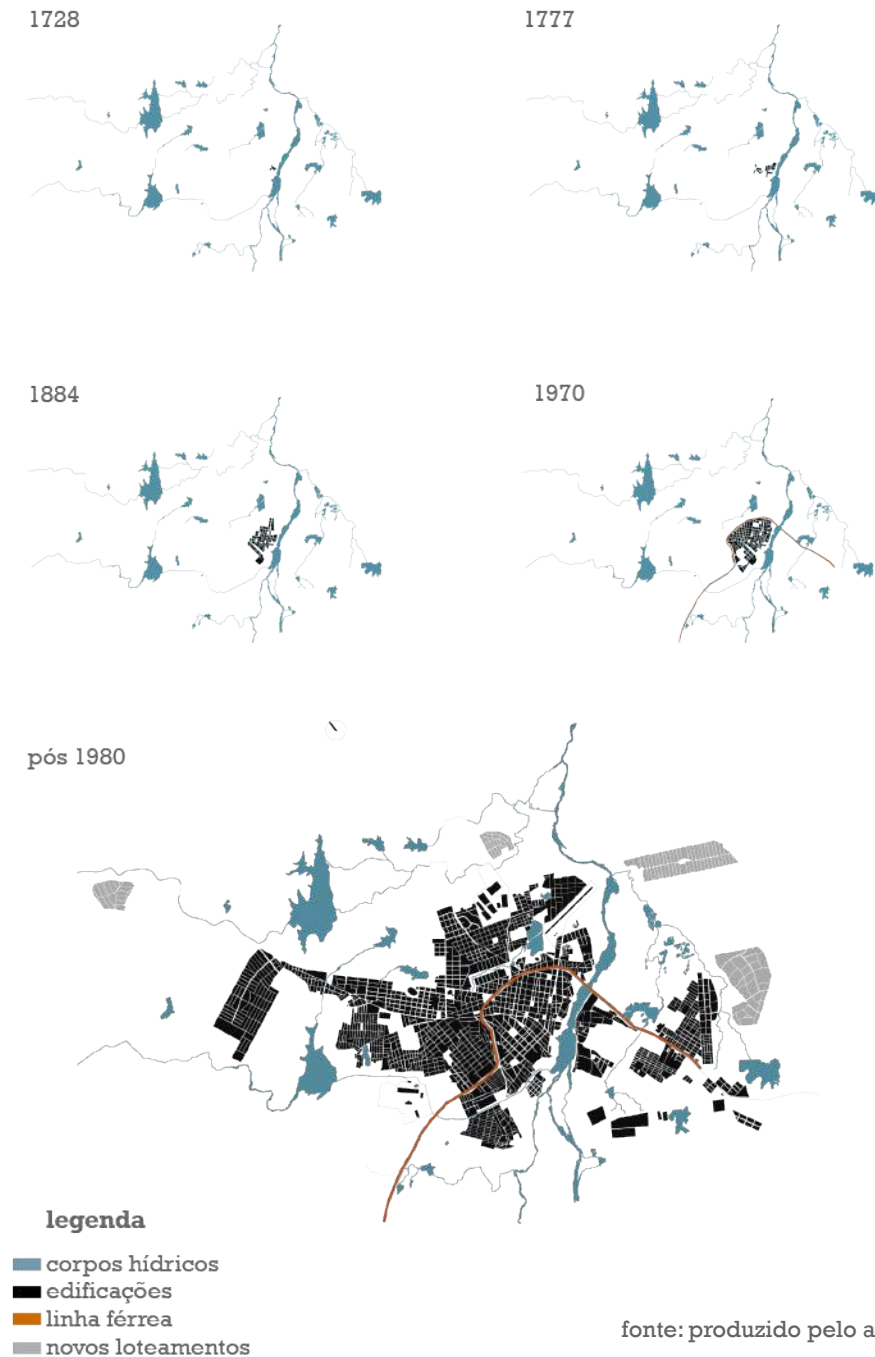 1728
1777
1884
1970
pós 1980
legenda
corpos hídricos
edificações
linha férrea
novos loteamentos
fonte: produzido pelo a